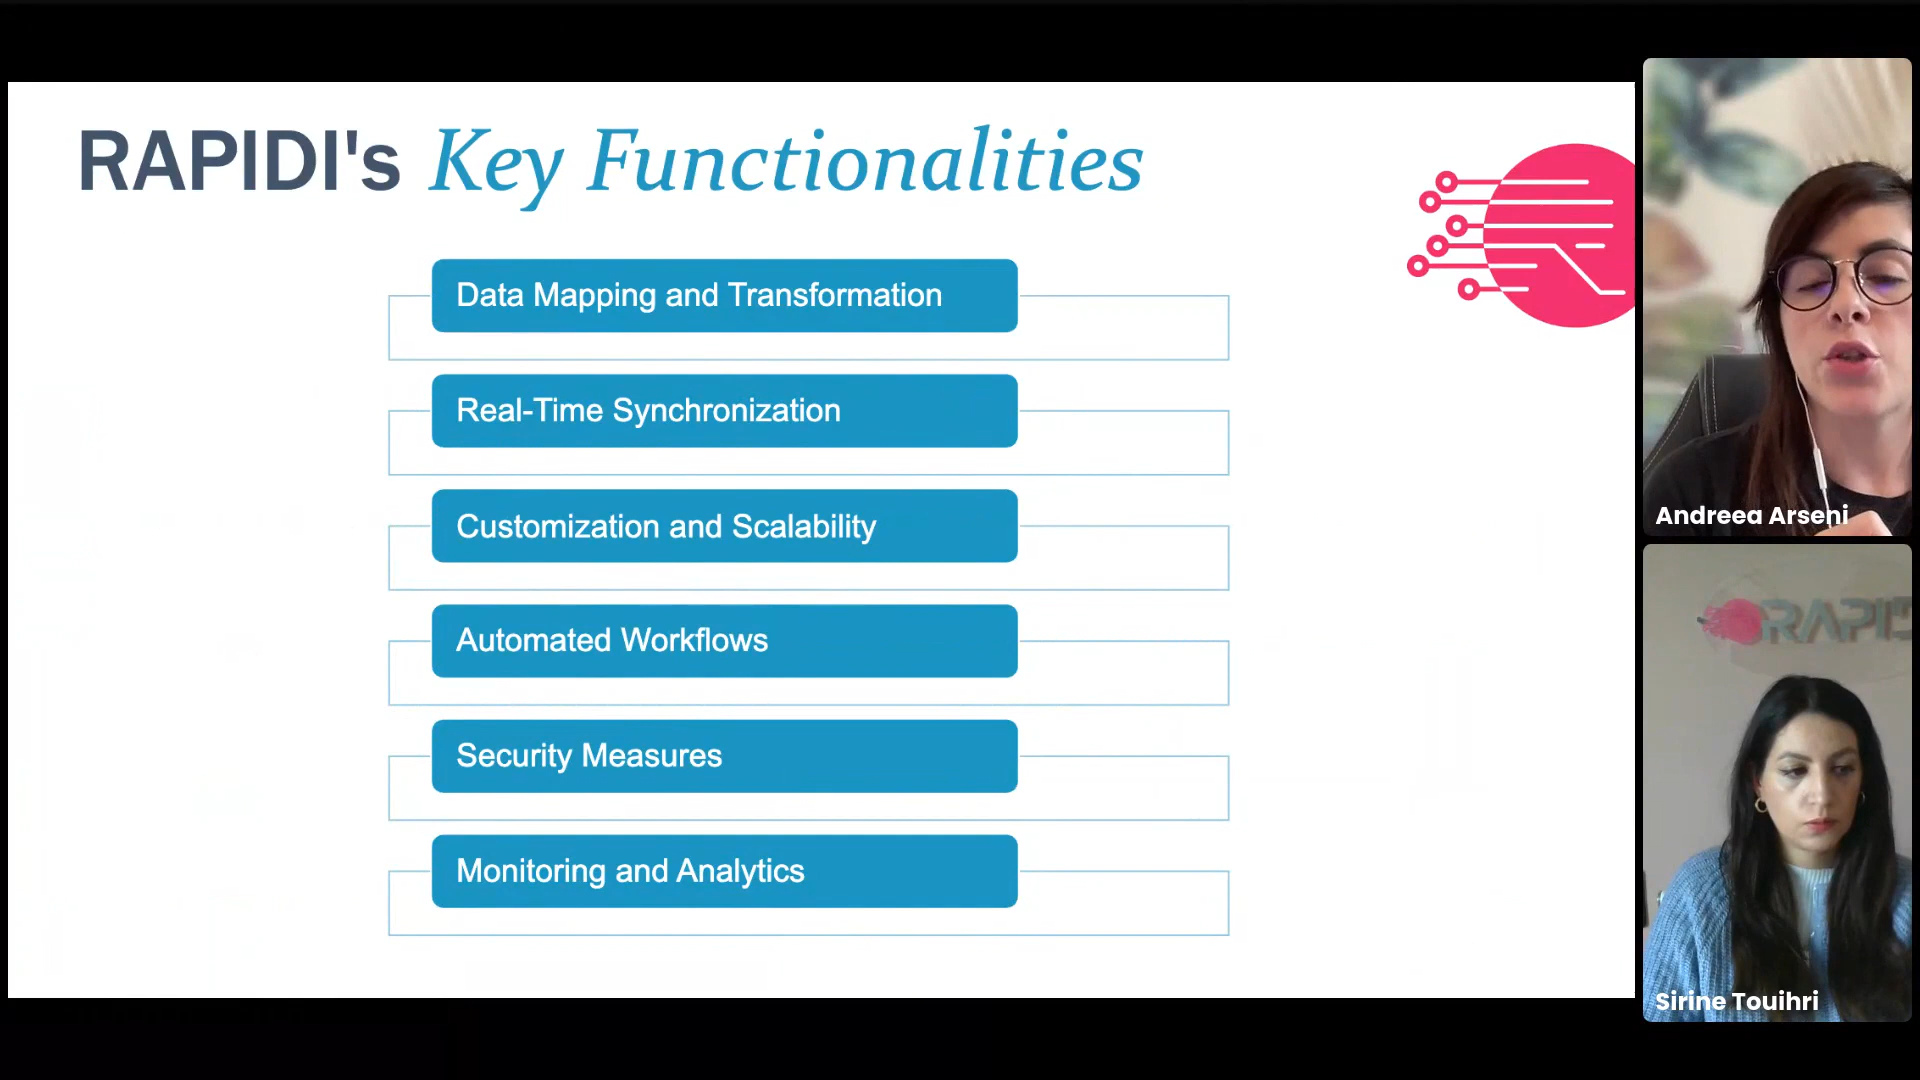 RAPIDI's Key Functionalities
Data Mapping and Transformation
Real-Time Synchronization
Customization and Scalability
Automated Workflows
Security Measures
Monitoring and Analytics
Andreea Arseni
RAPID
Sirine Touihri